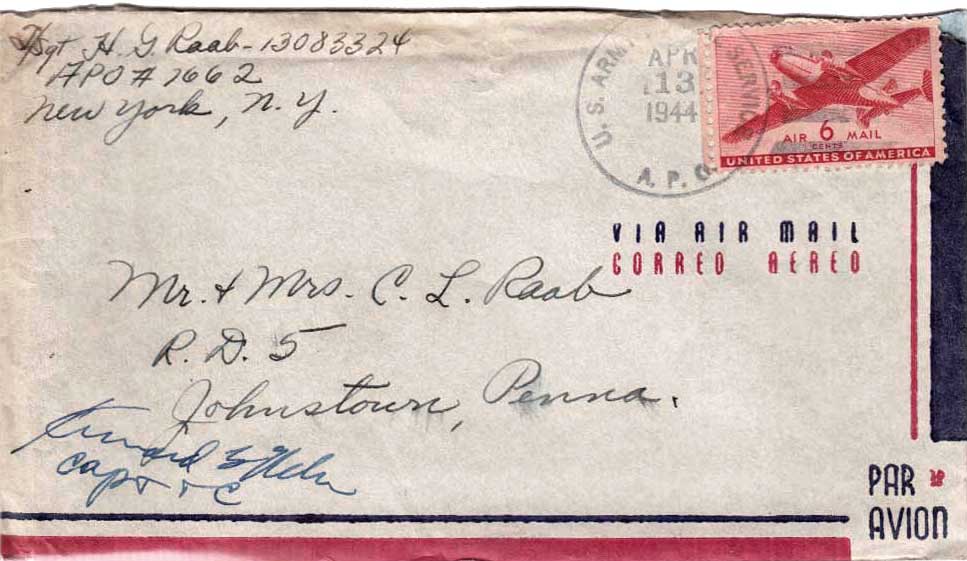 T/Sgt H. G. Raab - 13083324
APO # 7662
New York, N. Y.
U. S. ARMY SERVICE
APR
13
1944
A. P. O.
AIR 6 MAIL
CENTS
UNITED STATES OF AMERICA
VIA AIR MAIL
CORREO AEREO
Mr. & Mrs. C. L. Raab
R. D. 5
Johnstown, Penna.
Capt T C
PAR
AVION